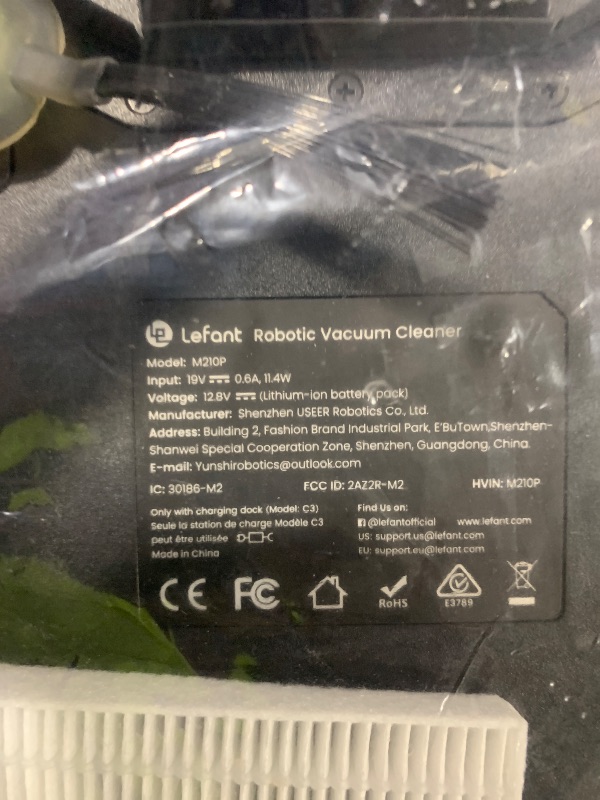 Lefant Robotic Vacuum Cleaner
Model: M210P
Input: 19V 0.6A, 11.4W
Voltage: 12.8V (Lithium-ion battery pack)
Manufacturer: Shenzhen USEER Robotics Co., Ltd.
Address: Building 2, Fashion Brand Industrial Park, E'BuTown,Shenzhen-
Shanwei Special Cooperation Zone, Shenzhen, Guangdong, China.
E-mail: Yunshirobotics@outlook.com
IC: 30186-M2 FCC ID: 2AZ2R-M2 HVIN: M210P
Only with charging dock (Model: C3)
Seule la station de charge Modèle C3
peut être utilisée
Made in China
Find Us an:
@lefantofficial www.lefant.com
US: support.us@lefant.com
EU: support.eu@lefant.com
CE FC RoHS E3789